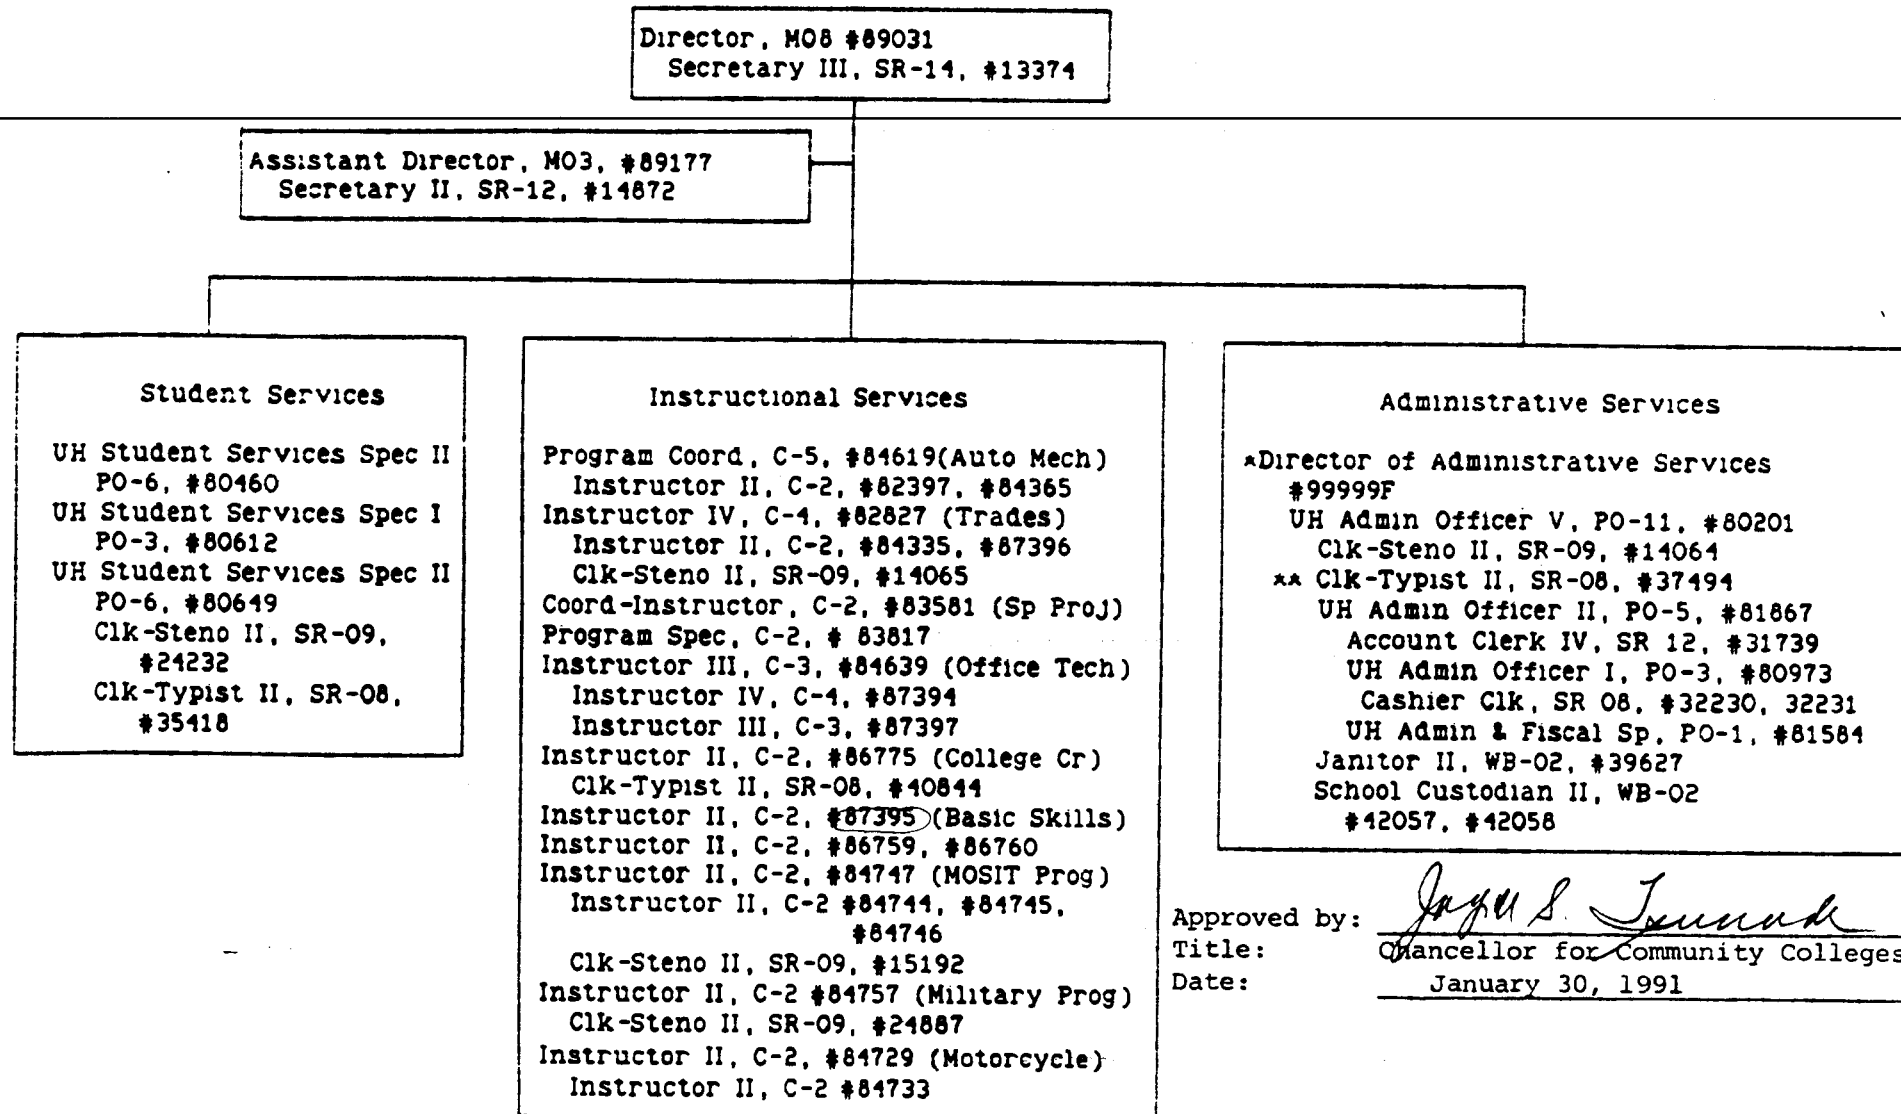 Director, M08 #89031
Secretary III, SR-14, #13374
Assistant Director, M03, #89177
Secretary II, SR-12, #14872
Student Services
UH Student Services Spec II
PO-6, #80460
UH Student Services Spec I
PO-3, #80612
UH Student Services Spec II
PO-6, #80649
Clk-Steno II, SR-09,
#24232
Clk-Typist II, SR-08,
#35418
Instructional Services
Program Coord, C-5, #84619(Auto Mech)
Instructor II, C-2, #82397, #84365
Instructor IV, C-4, #82827 (Trades)
Instructor II, C-2, #84335, #87396
Clk-Steno II, SR-09, #14065
Coord-Instructor, C-2, #83581 (Sp Proj)
Program Spec, C-2, # 83817
Instructor III, C-3, #84639 (Office Tech)
Instructor IV, C-4, #87394
Instructor III, C-3, #87397
Instructor II, C-2, #86775 (College Cr)
Clk-Typist II, SR-08, #40844
Instructor II, C-2, #87395 (Basic Skills)
Instructor II, C-2, #86759, #86760
Instructor II, C-2, #84747 (MOSIT Prog)
Instructor II, C-2 #84744, #84745,
#84746
Clk-Steno II, SR-09, #15192
Instructor II, C-2 #84757 (Military Prog)
Clk-Steno II, SR-09, #24887
Instructor II, C-2, #84729 (Motorcycle)
Instructor II, C-2 #84733
Administrative Services
*Director of Administrative Services
#99999F
UH Admin Officer V, PO-11, #80201
Clk-Steno II, SR-09, #14064
** Clk-Typist II, SR-08, #37494
UH Admin Officer II, PO-5, #81867
Account Clerk IV, SR 12, #31739
UH Admin Officer I, PO-3, #80973
Cashier Clk, SR 08, #32230, 32231
UH Admin & Fiscal Sp, PO-1, #81584
Janitor II, WB-02, #39627
School Custodian II, WB-02
#42057, #42058
Approved by:
Title: Chancellor for Community Colleges
Date: January 30, 1991